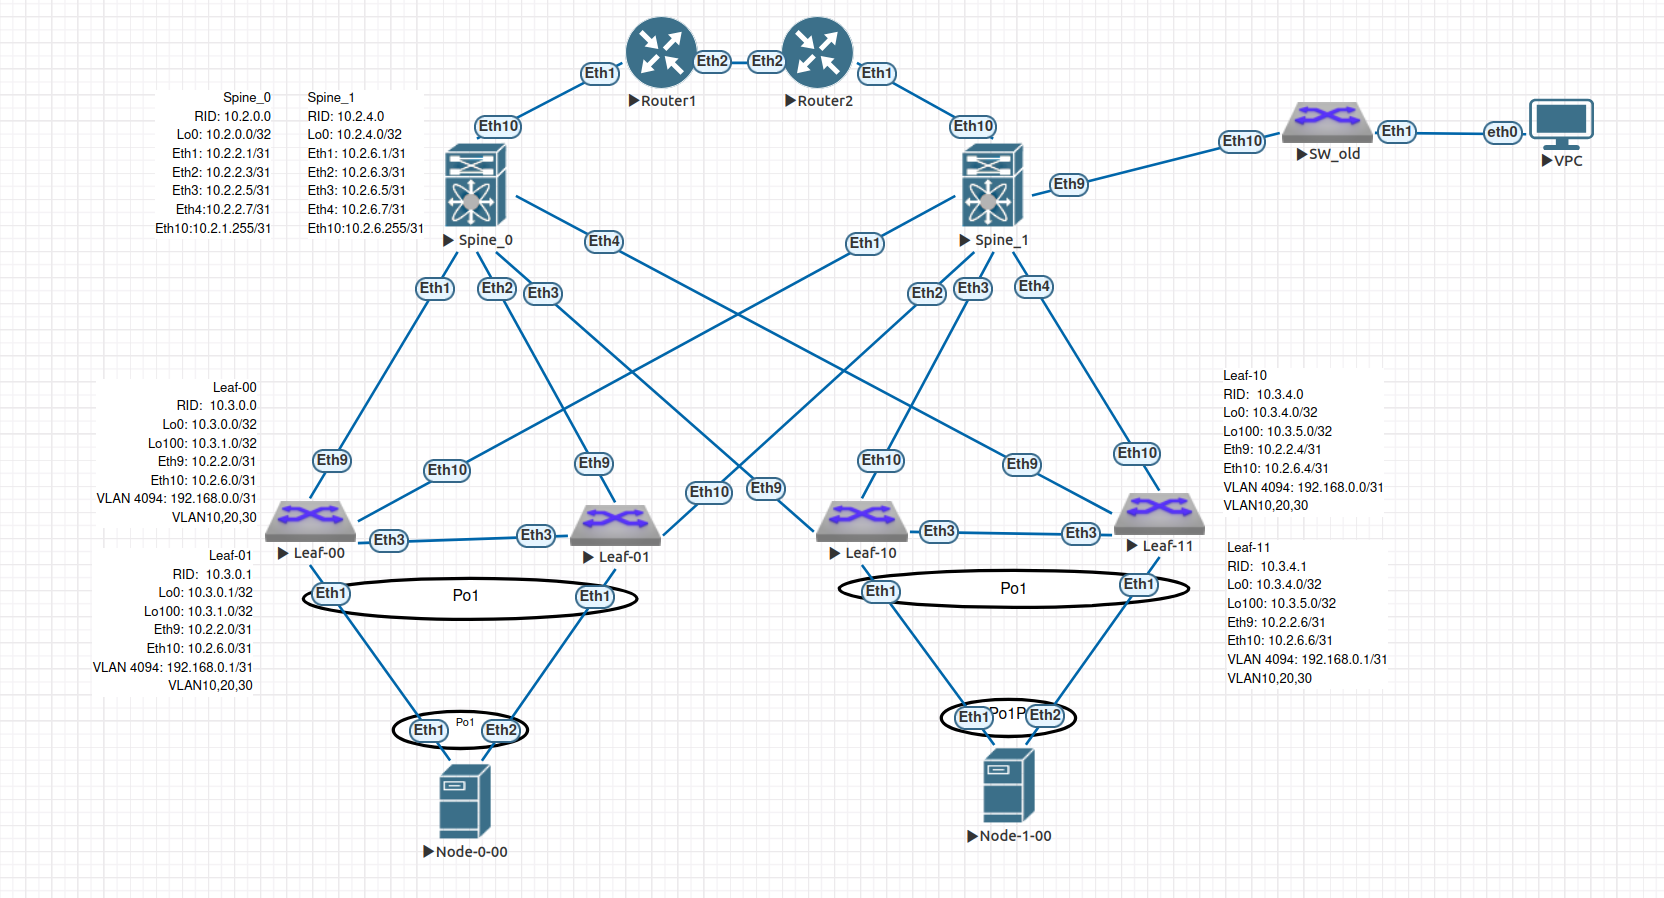 Eth1
Eth2
Eth2
Eth1
Router1
Router2
Spine_0
RID: 10.2.0.0
Lo0: 10.2.0.0/32
Eth1: 10.2.2.1/31
Eth2: 10.2.2.3/31
Eth3: 10.2.2.5/31
Eth4:10.2.2.7/31
Eth10:10.2.1.255/31
Spine_1
RID: 10.2.4.0
Lo0: 10.2.4.0/32
Eth1: 10.2.6.1/31
Eth2: 10.2.6.3/31
Eth3: 10.2.6.5/31
Eth4: 10.2.6.7/31
Eth10:10.2.6.255/31
Eth10
Eth10
Eth10
Eth1
eth0
SW_old
VPC
Eth9
Spine_0
Spine_1
Eth4
Eth1
Eth1
Eth2
Eth3
Eth2
Eth3
Eth4
Leaf-00
RID:  10.3.0.0
Lo0: 10.3.0.0/32
Lo100: 10.3.1.0/32
Eth9: 10.2.2.0/31
Eth10: 10.2.6.0/31
VLAN 4094: 192.168.0.0/31
VLAN10,20,30
Leaf-10
RID: 10.3.4.0
Lo0: 10.3.4.0/32
Lo100: 10.3.5.0/32
Eth9: 10.2.2.4/31
Eth10: 10.2.6.4/31
VLAN 4094: 192.168.0.0/31
VLAN10,20,30
Eth9
Eth10
Eth9
Eth10
Eth9
Eth10
Eth9
Eth10
Eth3
Eth3
Eth3
Eth3
Leaf-00
Leaf-01
Leaf-10
Leaf-11
Leaf-01
RID: 10.3.0.1
Lo0: 10.3.0.1/32
Lo100: 10.3.1.0/32
Eth9: 10.2.2.0/31
Eth10: 10.2.6.0/31
VLAN 4094: 192.168.0.1/31
VLAN10,20,30
Leaf-11
RID: 10.3.4.1
Lo0: 10.3.4.0/32
Lo100: 10.3.5.0/32
Eth9: 10.2.2.6/31
Eth10: 10.2.6.6/31
VLAN 4094: 192.168.0.1/31
VLAN10,20,30
Eth1
Po1
Eth1
Eth1
Po1
Eth1
Eth1
Po1
Eth2
Eth1
Po1P
Eth2
Node-0-00
Node-1-00